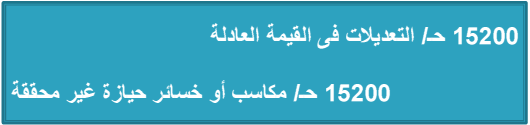 15200 حـ/ التعديلات فى القيمة العادلة
15200 حـ/ مكاسب أو خسائر حيازة غير محققة